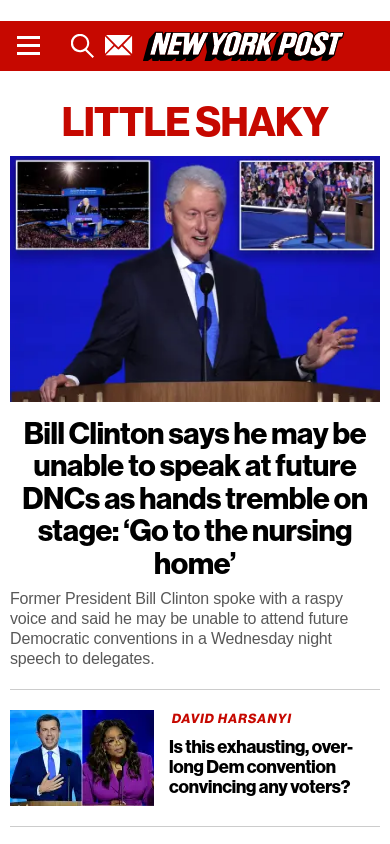 NEW YORK POST
LITTLE SHAKY
Bill Clinton says he may be
unable to speak at future
DNCs as hands tremble on
stage: ‘Go to the nursing
home’
Former President Bill Clinton spoke with a raspy
voice and said he may be unable to attend future
Democratic conventions in a Wednesday night
speech to delegates.
DAVID HARSANYI
Is this exhausting, over-
long Dem convention
convincing any voters?